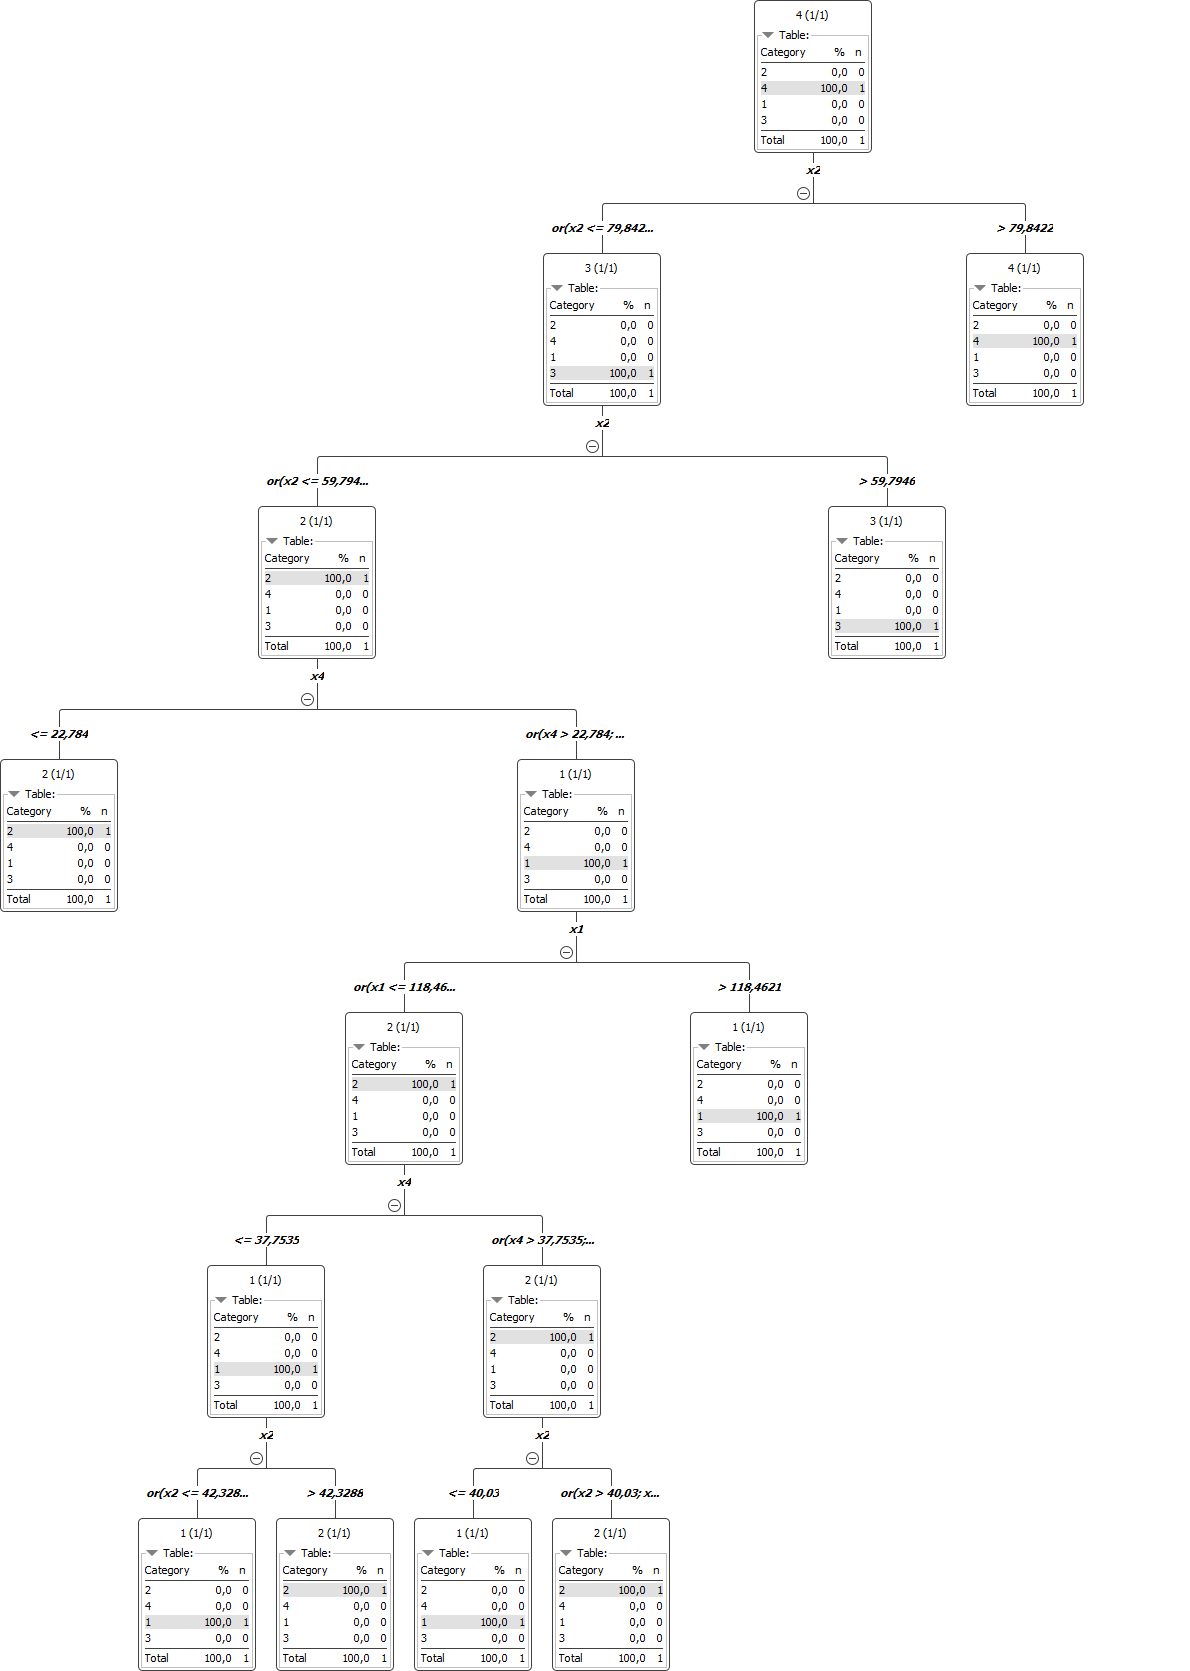 4 (1/1)
Table:
Category % n
2 0,0 0
4 100,0 1
1 0,0 0
3 0,0 0
Total 100,0 1
x2
or(x2 <= 79,842...
> 79,8422
3 (1/1)
Table:
Category % n
2 0,0 0
4 0,0 0
1 0,0 0
3 100,0 1
Total 100,0 1
4 (1/1)
Table:
Category % n
2 0,0 0
4 100,0 1
1 0,0 0
3 0,0 0
Total 100,0 1
x2
or(x2 <= 59,794...
> 59,7946
2 (1/1)
Table:
Category % n
2 100,0 1
4 0,0 0
1 0,0 0
3 0,0 0
Total 100,0 1
3 (1/1)
Table:
Category % n
2 0,0 0
4 0,0 0
1 0,0 0
3 100,0 1
Total 100,0 1
x4
<= 22,784
or(x4 > 22,784; ...
2 (1/1)
Table:
Category % n
2 100,0 1
4 0,0 0
1 0,0 0
3 0,0 0
Total 100,0 1
1 (1/1)
Table:
Category % n
2 0,0 0
4 0,0 0
1 100,0 1
3 0,0 0
Total 100,0 1
x1
or(x1 <= 118,46...
> 118,4621
2 (1/1)
Table:
Category % n
2 100,0 1
4 0,0 0
1 0,0 0
3 0,0 0
Total 100,0 1
1 (1/1)
Table:
Category % n
2 0,0 0
4 0,0 0
1 100,0 1
3 0,0 0
Total 100,0 1
x4
<= 37,7535
or(x4 > 37,7535;...
1 (1/1)
Table:
Category % n
2 0,0 0
4 0,0 0
1 100,0 1
3 0,0 0
Total 100,0 1
2 (1/1)
Table:
Category % n
2 100,0 1
4 0,0 0
1 0,0 0
3 0,0 0
Total 100,0 1
x2
x2
or(x2 <= 42,328...
> 42,3288
<= 40,03
or(x2 > 40,03; x...
1 (1/1)
Table:
Category % n
2 0,0 0
4 0,0 0
1 100,0 1
3 0,0 0
Total 100,0 1
2 (1/1)
Table:
Category % n
2 100,0 1
4 0,0 0
1 0,0 0
3 0,0 0
Total 100,0 1
1 (1/1)
Table:
Category % n
2 0,0 0
4 0,0 0
1 100,0 1
3 0,0 0
Total 100,0 1
2 (1/1)
Table:
Category % n
2 100,0 1
4 0,0 0
1 0,0 0
3 0,0 0
Total 100,0 1